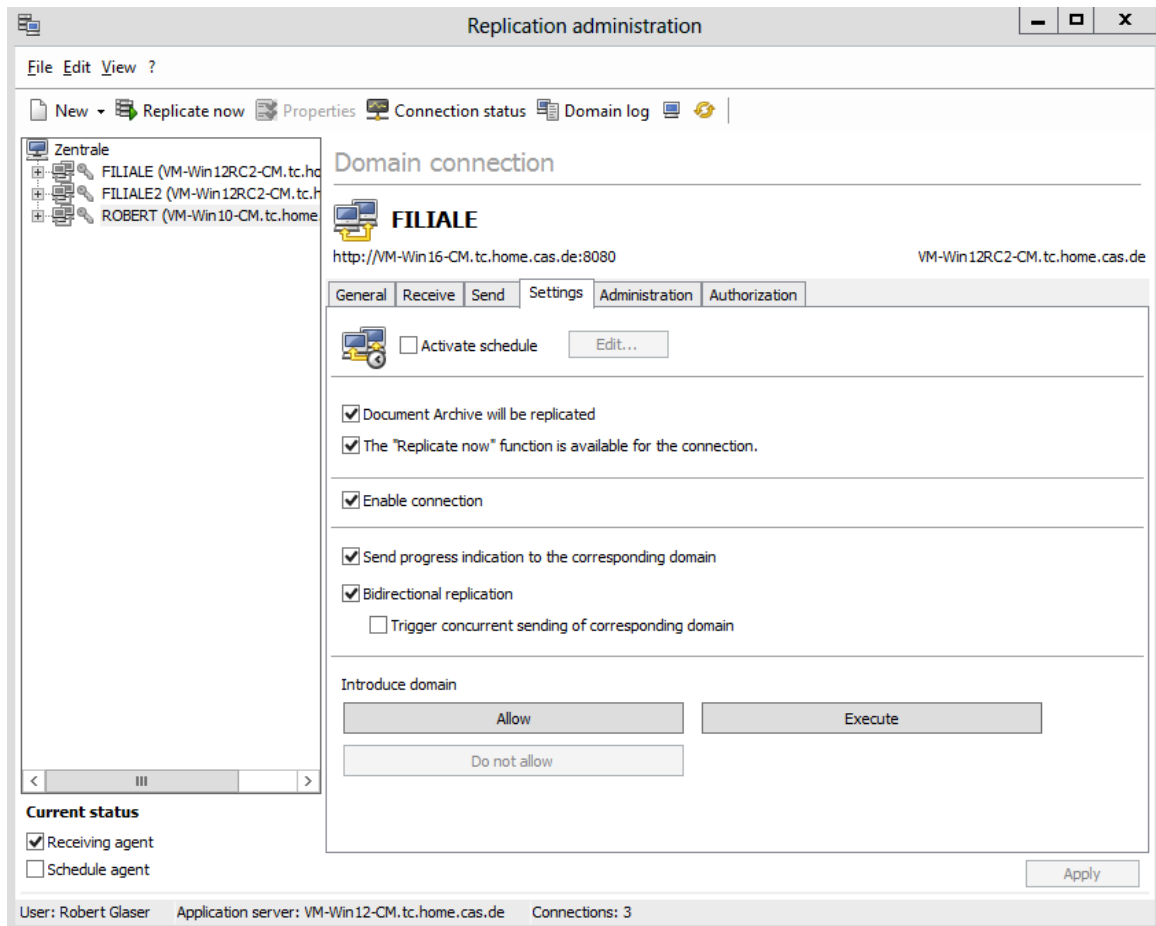 Replication administration
File Edit View ?
New Replicate now Properties Connection status Domain log
Zentrale
FILIALE (VM-Win12RC2-CM.tc.ho
FILIALE2 (VM-Win12RC2-CM.tc.h
ROBERT (VM-Win10-CM.tc.home
Domain connection
FILIALE
http://VM-Win16-CM.tc.home.cas.de:8080 VM-Win12RC2-CM.tc.home.cas.de
General Receive Send Settings Administration Authorization
Activate schedule Edit...
Document Archive will be replicated
The "Replicate now" function is available for the connection.
Enable connection
Send progress indication to the corresponding domain
Bidirectional replication
Trigger concurrent sending of corresponding domain
Introduce domain
Allow Execute
Do not allow
Current status
Receiving agent
Schedule agent
Apply
User: Robert Glaser Application server: VM-Win12-CM.tc.home.cas.de Connections: 3